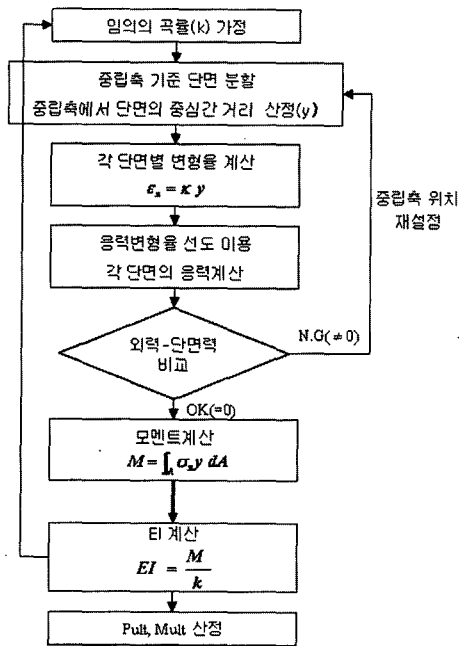 임의의 곡률(k) 가정
중립축 기준 단면 분할
중립축에서 단면의 중심간 거리 산정(y)
각 단면별 변형율 계산
εₓ = κ y
중립축 위치
재설정
응력변형율 선도 이용
각 단면의 응력계산
외력-단면력
비교
N.G(≠0)
OK(=0)
모멘트계산
M = ∫_A σₓ y dA
EI 계산
EI = M/k
Pult, Mult 산정